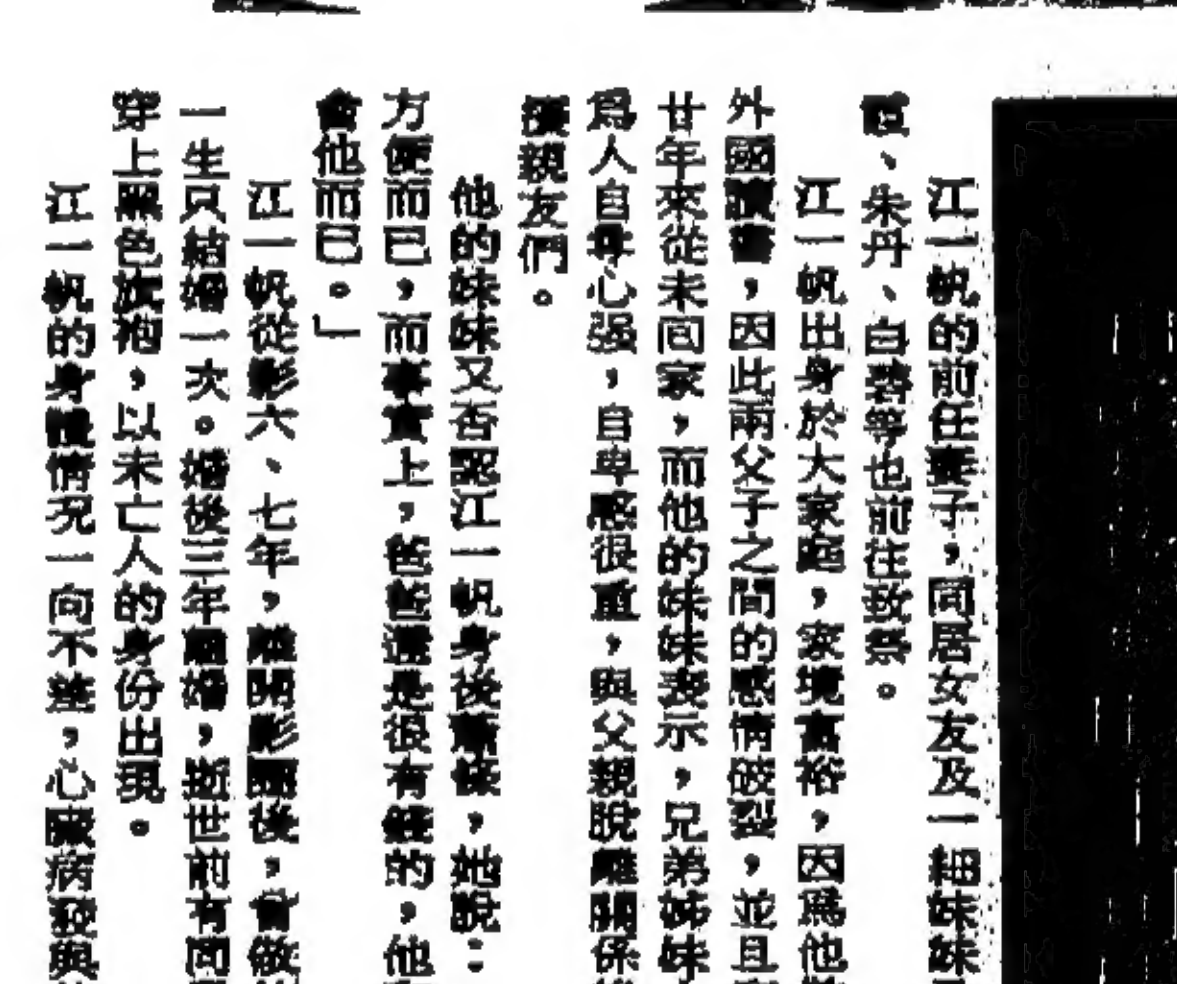 江一帆的前任妻子，同居女友及一細妹妹
、朱丹、白茜等也前往致祭。
江一帆出身於大家庭，家境富裕，因爲他
外國讀書，因此兩父子之間的感情破裂，並且
廿年來從未回家，而他的妹妹表示，兄弟姊妹
爲人自尊心强，自卑感很重，與父親脫離關係
親友們。
他的妹妹又否認江一帆身後蕭條，她說：
方便而已，而事實上，爸爸還是很有錢的，他
會他而已。」
江一帆從影六、七年，離開影圈後，曾做
一生只結婚一次。婚後三年離婚，逝世前有同
穿上黑色旗袍，以未亡人的身份出現。
江一帆的身體情況一向不差，心臟病發與